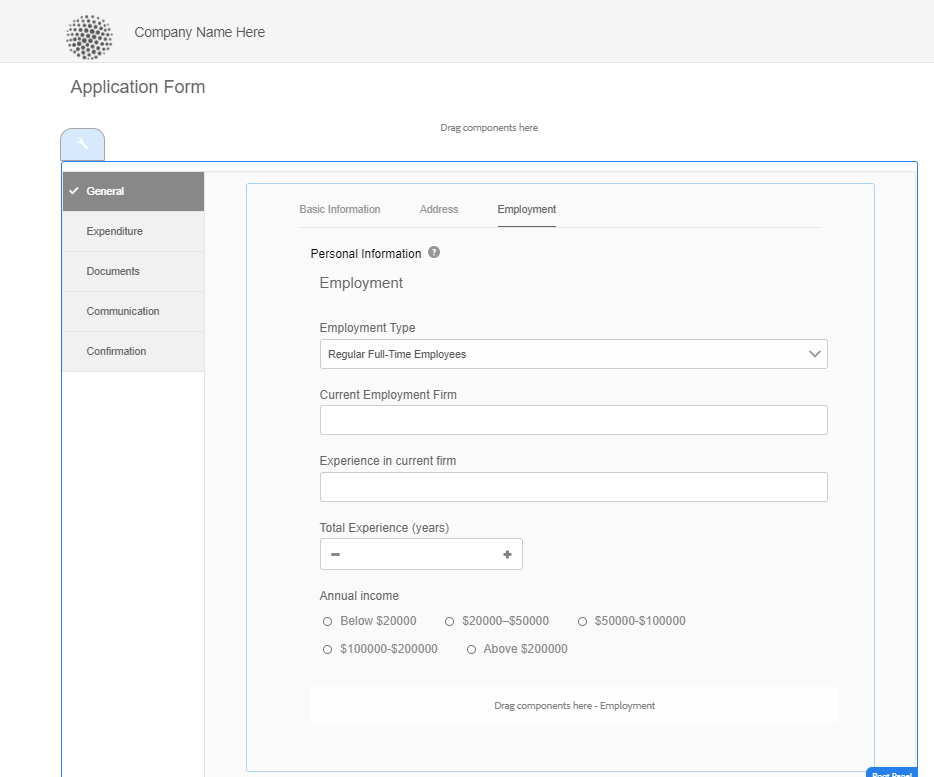 Company Name Here
Application Form
Drag components here
General
Expenditure
Documents
Communication
Confirmation
Basic Information Address Employment
Personal Information ?
Employment
Employment Type
Regular Full-Time Employees
Current Employment Firm
Experience in current firm
Total Experience (years)
Annual income
Below $20000 $20000–$50000 $50000-$100000
$100000-$200000 Above $200000
Drag components here - Employment
Root Panel